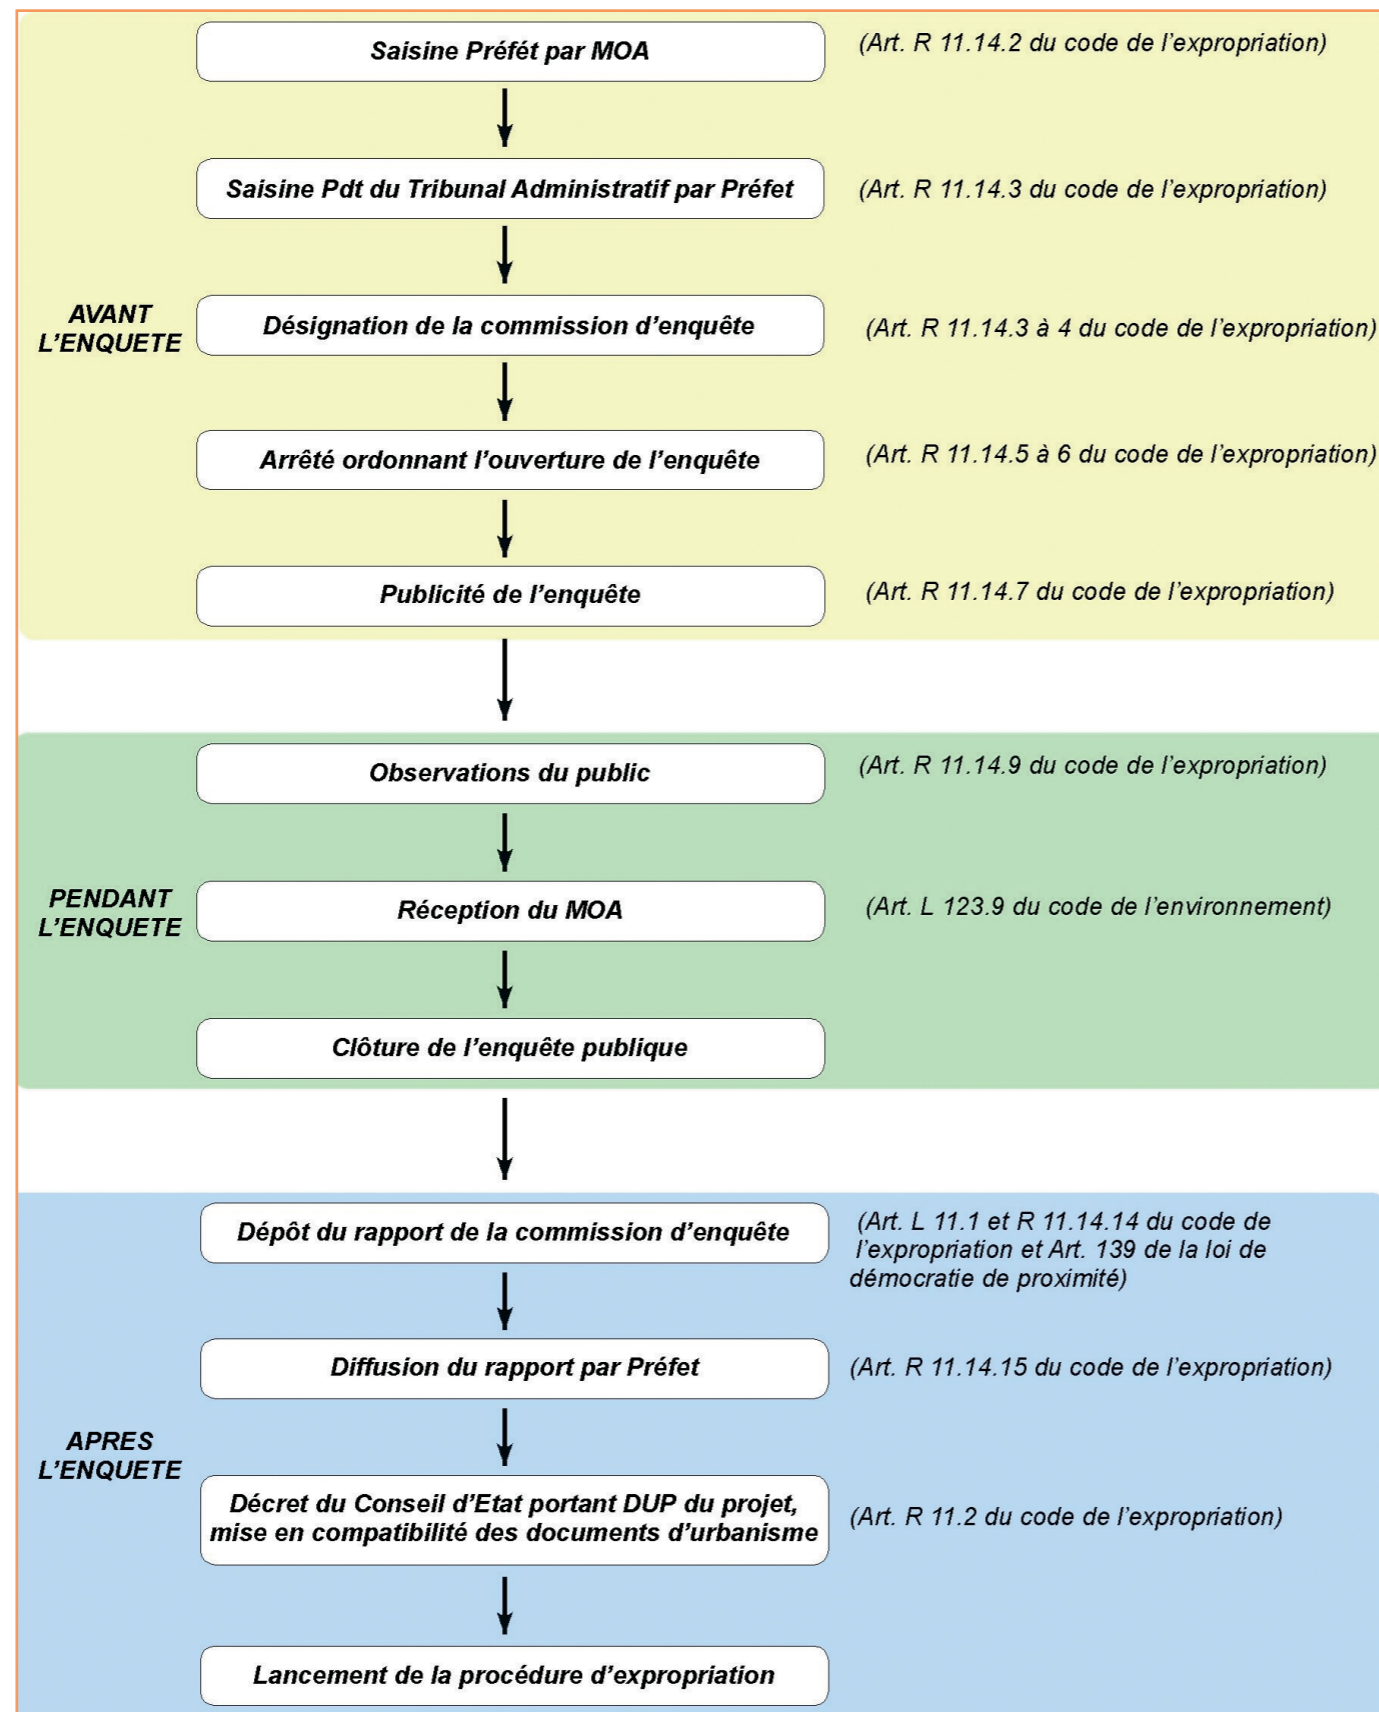 Saisine Préfét par MOA
(Art. R 11.14.2 du code de l'expropriation)
Saisine Pdt du Tribunal Administratif par Préfet
(Art. R 11.14.3 du code de l'expropriation)
AVANT
L'ENQUETE
Désignation de la commission d'enquête
(Art. R 11.14.3 à 4 du code de l'expropriation)
Arrêté ordonnant l'ouverture de l'enquête
(Art. R 11.14.5 à 6 du code de l'expropriation)
Publicité de l'enquête
(Art. R 11.14.7 du code de l'expropriation)
Observations du public
(Art. R 11.14.9 du code de l'expropriation)
PENDANT
L'ENQUETE
Réception du MOA
(Art. L 123.9 du code de l'environnement)
Clôture de l'enquête publique
Dépôt du rapport de la commission d'enquête
(Art. L 11.1 et R 11.14.14 du code de
l'expropriation et Art. 139 de la loi de
démocratie de proximité)
Diffusion du rapport par Préfet
(Art. R 11.14.15 du code de l'expropriation)
APRES
L'ENQUETE
Décret du Conseil d'Etat portant DUP du projet,
mise en compatibilité des documents d'urbanisme
(Art. R 11.2 du code de l'expropriation)
Lancement de la procédure d'expropriation